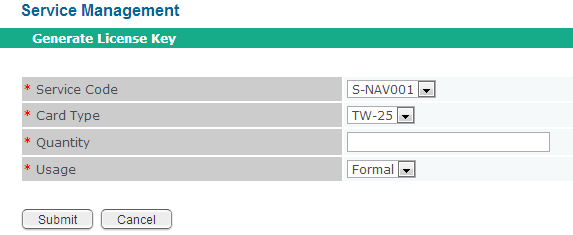 Service Management
Generate License Key
* Service Code S-NAV001
* Card Type TW-25
* Quantity
* Usage Formal
Submit Cancel